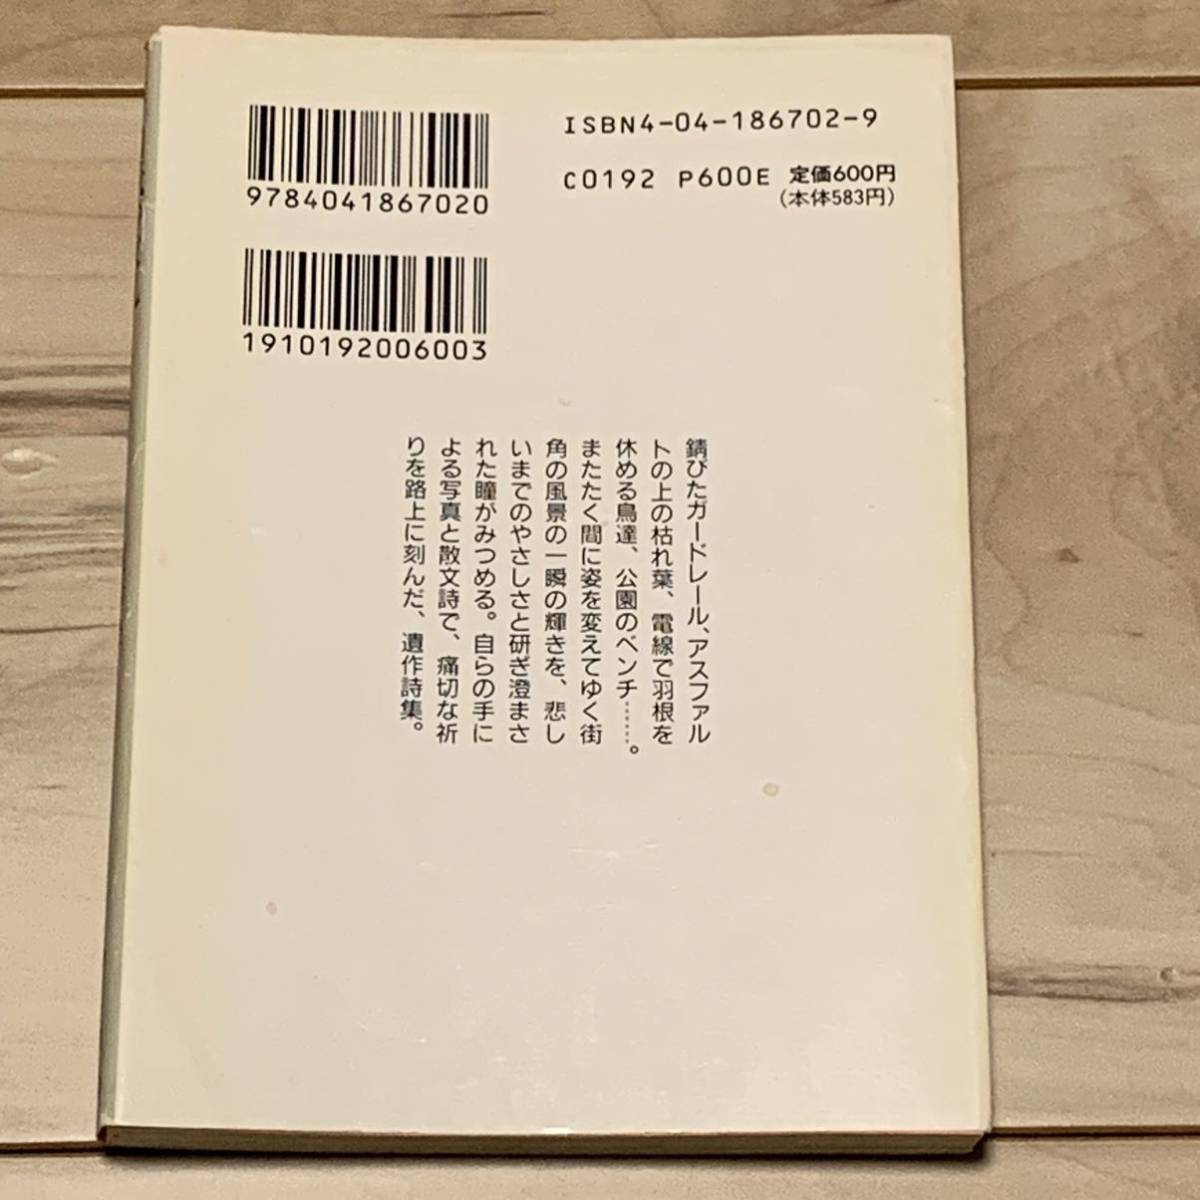 ISBN4-04-186702-9
C0192 P600E 定価600円
(本体583円)
9784041867020
1910192006003
錆びたガードレール、アスファル
トの上の枯れ葉、電線で羽根を
休める鳥達、公園のベンチ……。
またたく間に姿を変えてゆく街
角の風景の一瞬の輝きを、悲し
いまでのやさしさと研ぎ澄まさ
れた瞳がみつめる。自らの手に
よる写真と散文詩で、痛切な祈
りを路上に刻んだ、遺作詩集。